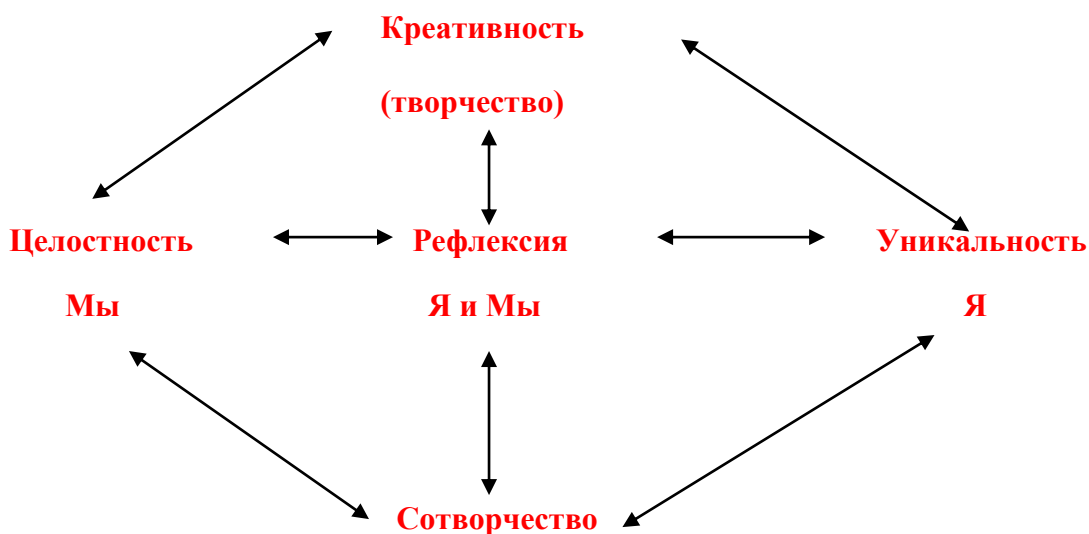 Креативность
(творчество)
Целостность Рефлексия Уникальность
Мы Я и Мы Я
Сотворчество